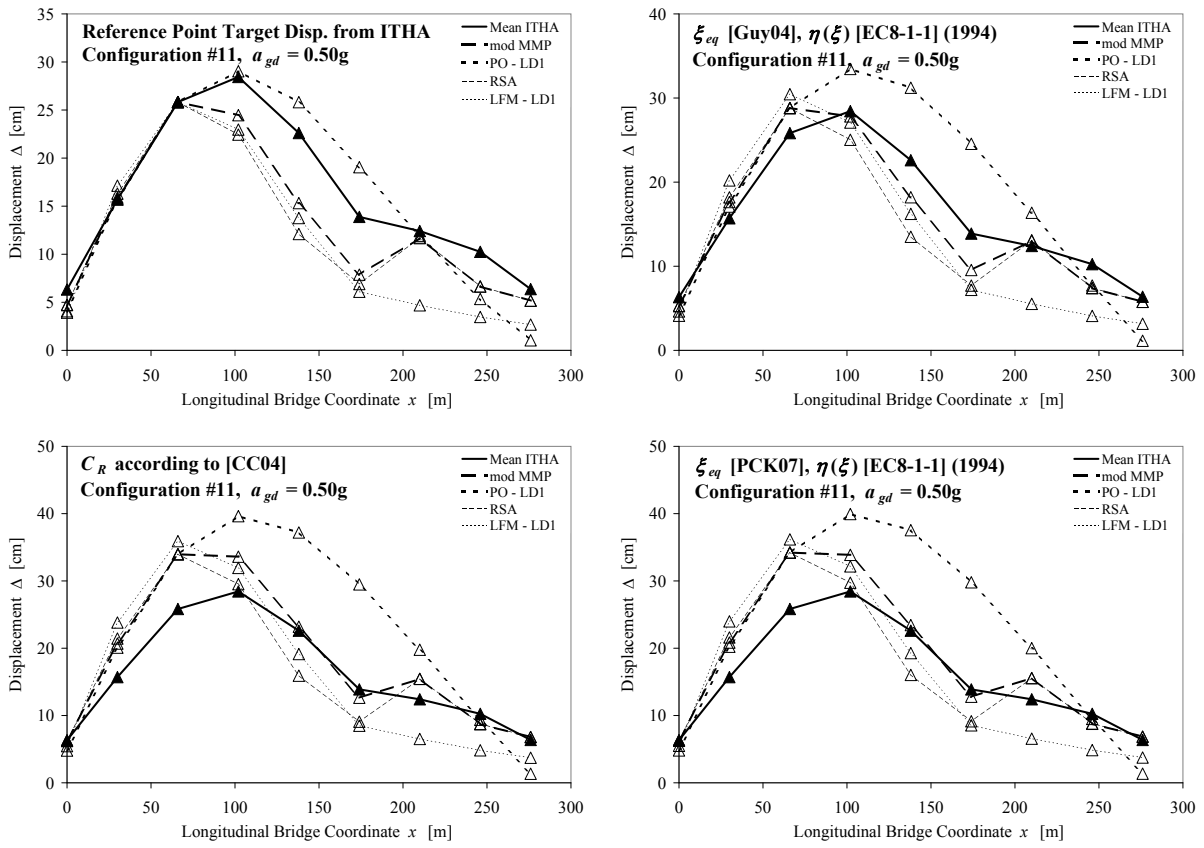 Reference Point Target Disp. from ITHA
Configuration #11, a gd = 0.50g
Mean ITHA
mod MMP
PO - LD1
RSA
LFM - LD1
35
30
25
20
15
10
5
0
Displacement Δ [cm]
0 50 100 150 200 250 300
Longitudinal Bridge Coordinate x [m]
ξ eq [Guy04], η(ξ) [EC8-1-1] (1994)
Configuration #11, a gd = 0.50g
Mean ITHA
mod MMP
PO - LD1
RSA
LFM - LD1
40
30
20
10
0
Displacement Δ [cm]
0 50 100 150 200 250 300
Longitudinal Bridge Coordinate x [m]
C R according to [CC04]
Configuration #11, a gd = 0.50g
Mean ITHA
mod MMP
PO - LD1
RSA
LFM - LD1
50
40
30
20
10
0
Displacement Δ [cm]
0 50 100 150 200 250 300
Longitudinal Bridge Coordinate x [m]
ξ eq [PCK07], η(ξ) [EC8-1-1] (1994)
Configuration #11, a gd = 0.50g
Mean ITHA
mod MMP
PO - LD1
RSA
LFM - LD1
50
40
30
20
10
0
Displacement Δ [cm]
0 50 100 150 200 250 300
Longitudinal Bridge Coordinate x [m]